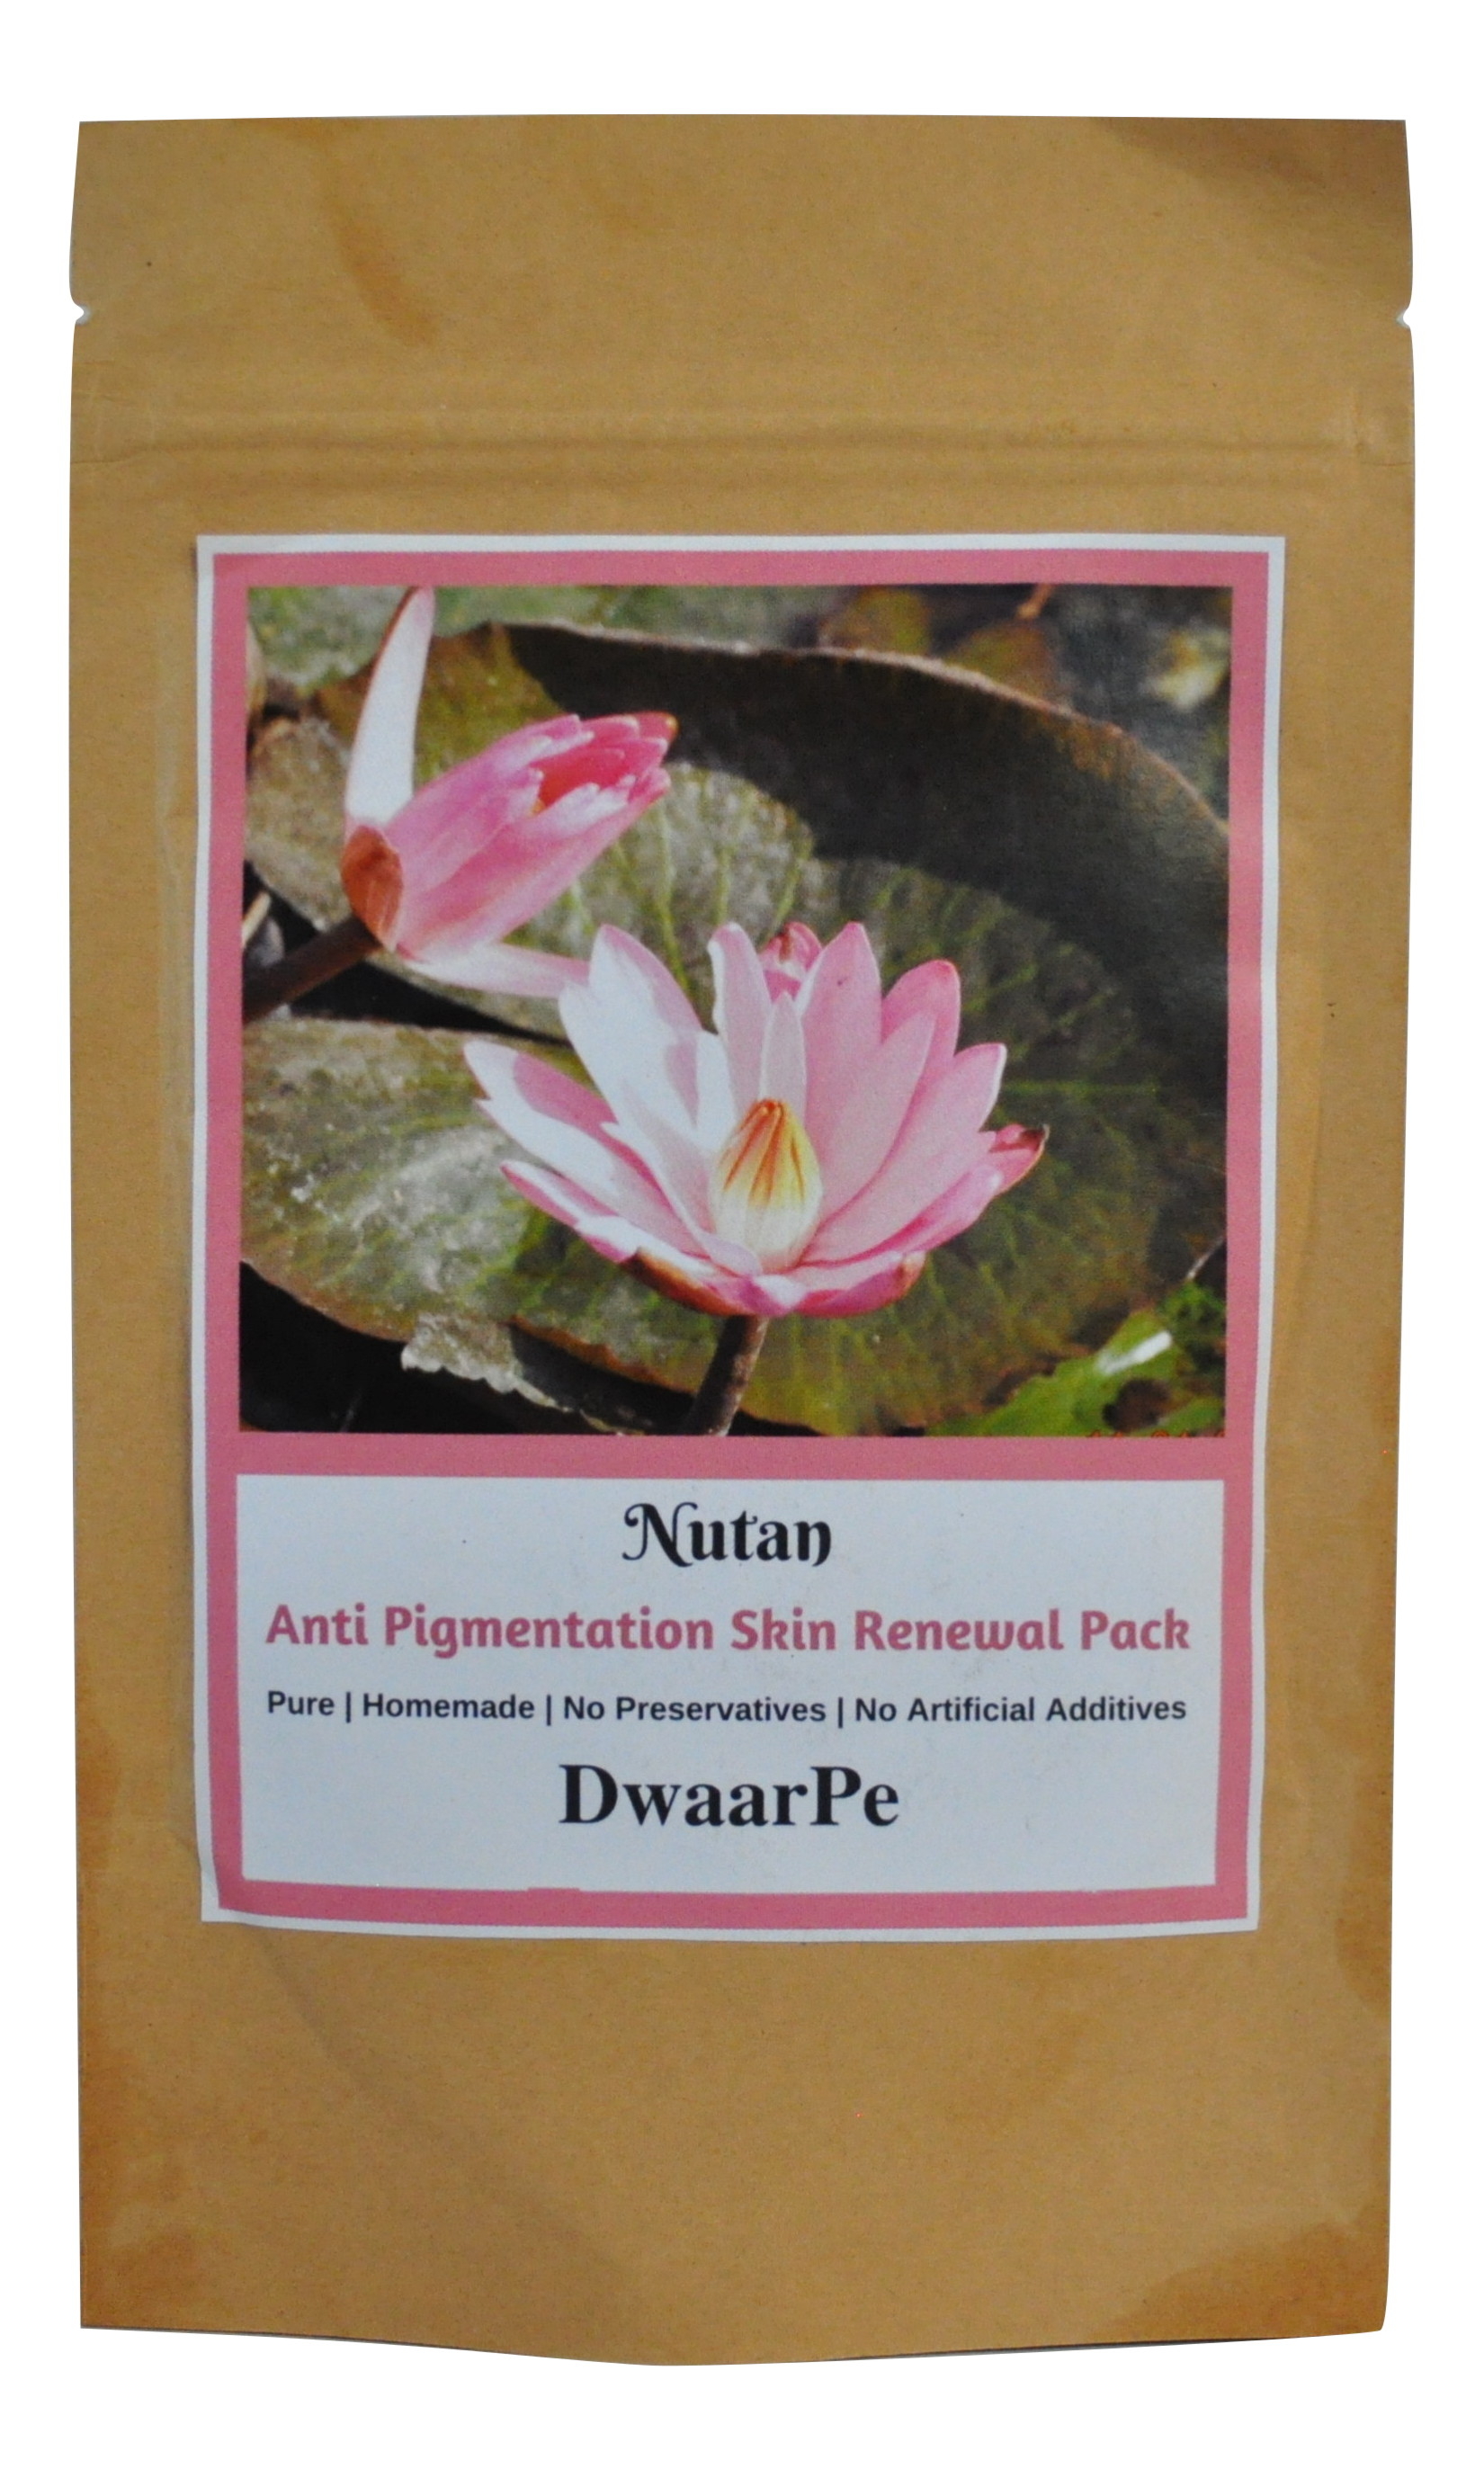 Nutan
Anti Pigmentation Skin Renewal Pack
Pure | Homemade | No Preservatives | No Artificial Additives
DwaarPe